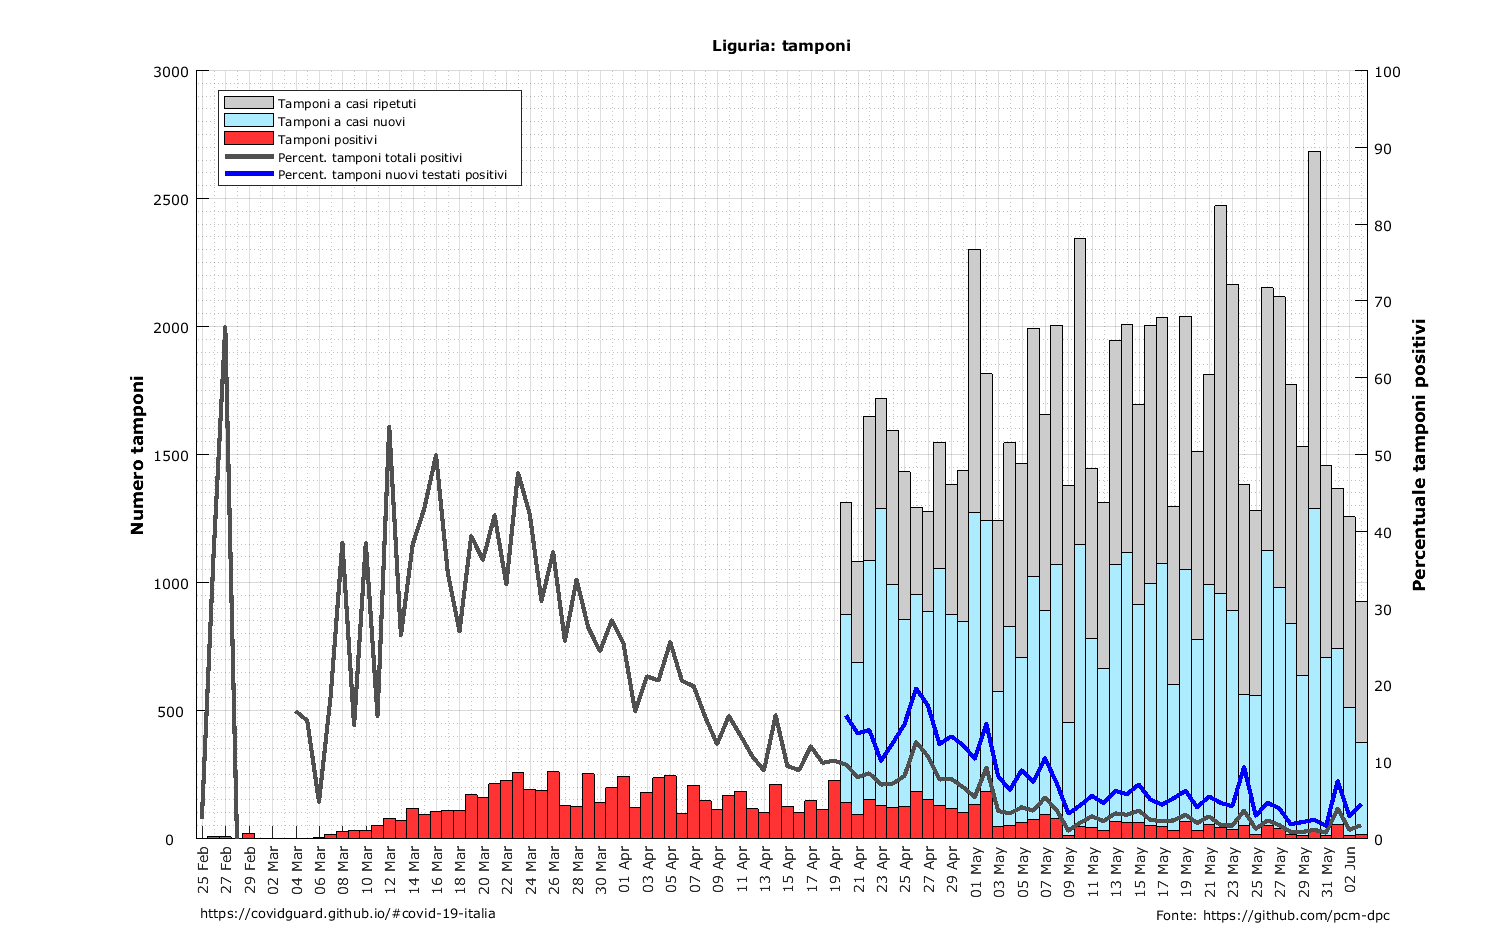 Liguria: tamponi
Tamponi a casi ripetuti
Tamponi a casi nuovi
Tamponi positivi
Percent. tamponi totali positivi
Percent. tamponi nuovi testati positivi
Numero tamponi
3000
2500
2000
1500
1000
500
0
Percentuale tamponi positivi
100
90
80
70
60
50
40
30
20
10
0
25 Feb
27 Feb
29 Feb
02 Mar
04 Mar
06 Mar
08 Mar
10 Mar
12 Mar
14 Mar
16 Mar
18 Mar
20 Mar
22 Mar
24 Mar
26 Mar
28 Mar
30 Mar
01 Apr
03 Apr
05 Apr
07 Apr
09 Apr
11 Apr
13 Apr
15 Apr
17 Apr
19 Apr
21 Apr
23 Apr
25 Apr
27 Apr
29 Apr
01 May
03 May
05 May
07 May
09 May
11 May
13 May
15 May
17 May
19 May
21 May
23 May
25 May
27 May
29 May
31 May
02 Jun
https://covidguard.github.io/#covid-19-italia
Fonte: https://github.com/pcm-dpc